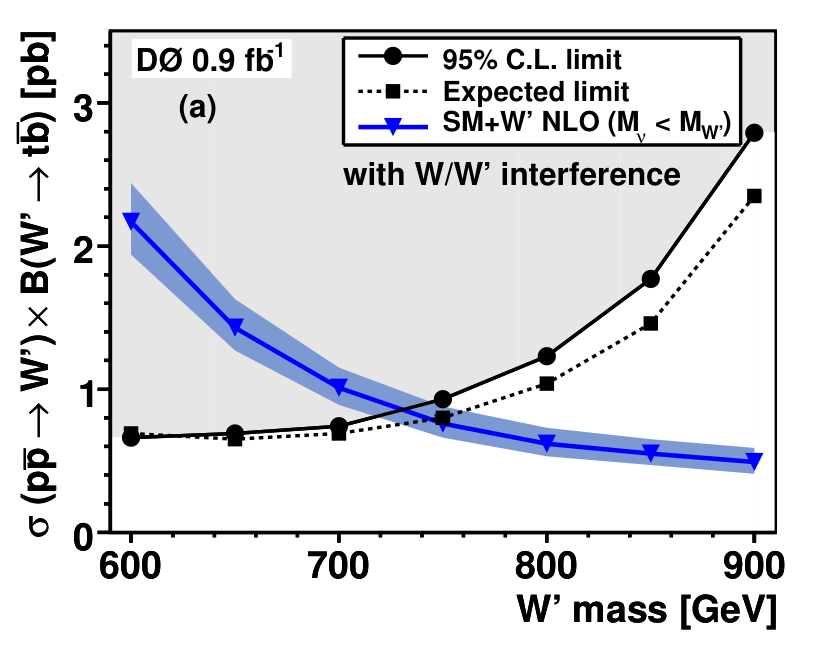 DØ 0.9 fb⁻¹
(a)
95% C.L. limit
Expected limit
SM+W' NLO (Mᵥ < M_W')
with W/W' interference
σ (pp̅ → W') × B(W' → tb̅) [pb]
3
2
1
0
600
700
800
900
W' mass [GeV]